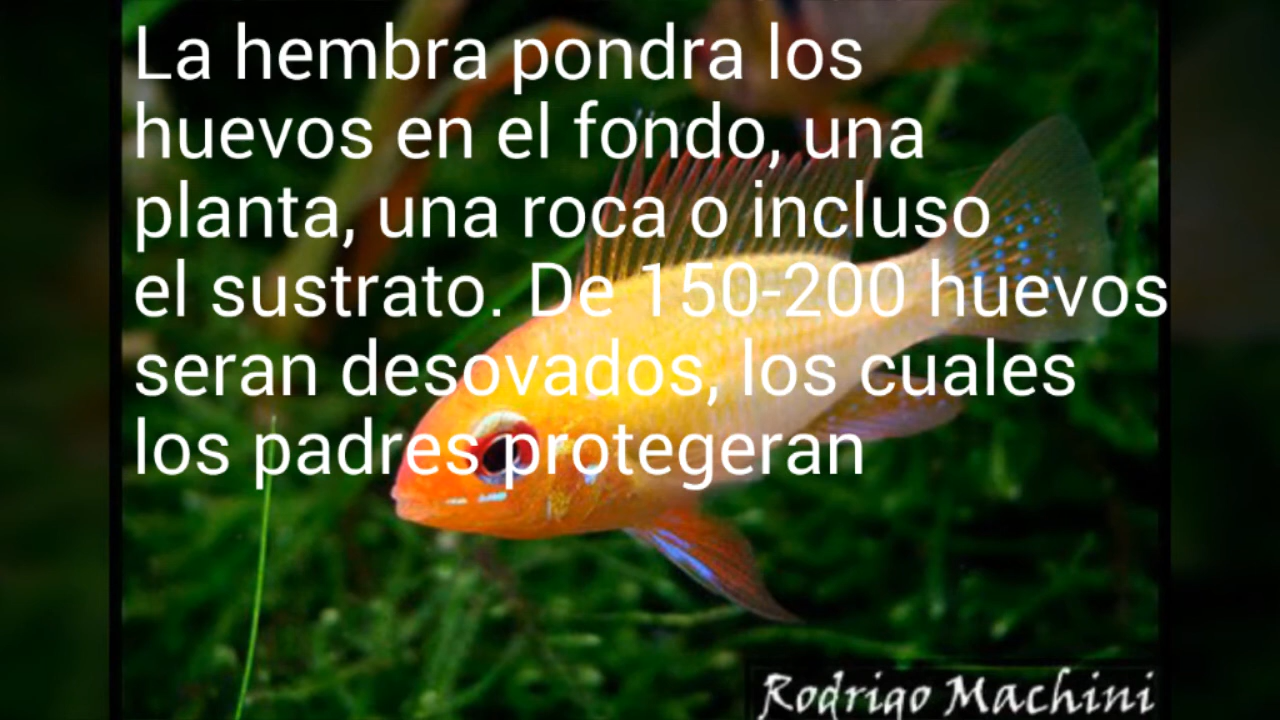 La hembra pondra los
huevos en el fondo, una
planta, una roca o incluso
el sustrato. De 150-200 huevos
seran desovados, los cuales
los padres protegeran
Rodrigo Machini